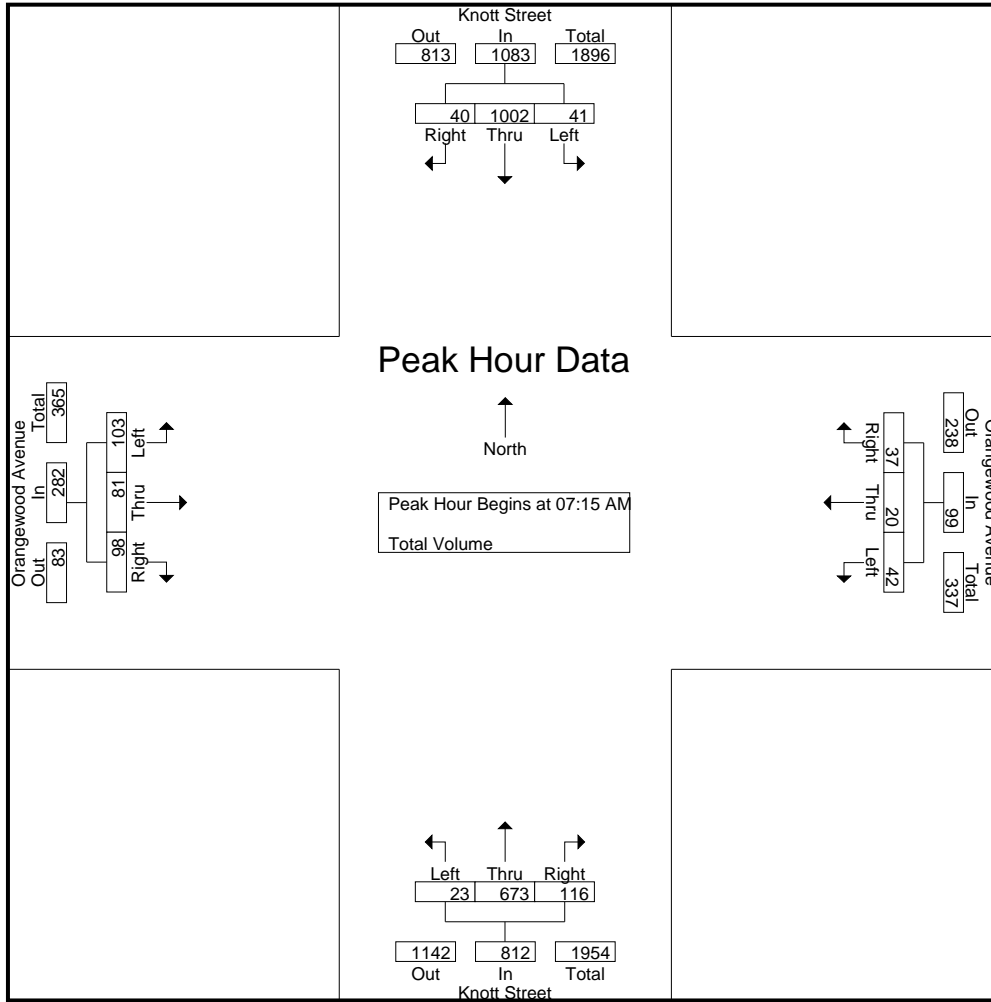 Knott Street
Out In Total
813 1083 1896
40 1002 41
Right Thru Left
Peak Hour Data
North
Peak Hour Begins at 07:15 AM
Total Volume
Orangewood Avenue
Total In Out
365 282 83
103 81 98
Left Thru Right
Orangewood Avenue
Out In Total
238 99 337
37 20 42
Right Thru Left
Left Thru Right
23 673 116
1142 812 1954
Out In Total
Knott Street